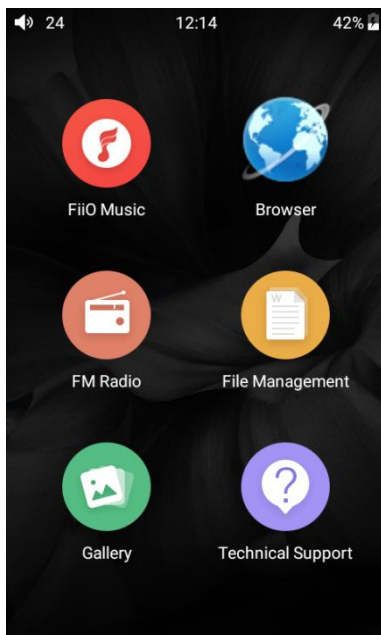 24 12:14 42%
FiiO Music Browser
W
FM Radio File Management
Gallery Technical Support